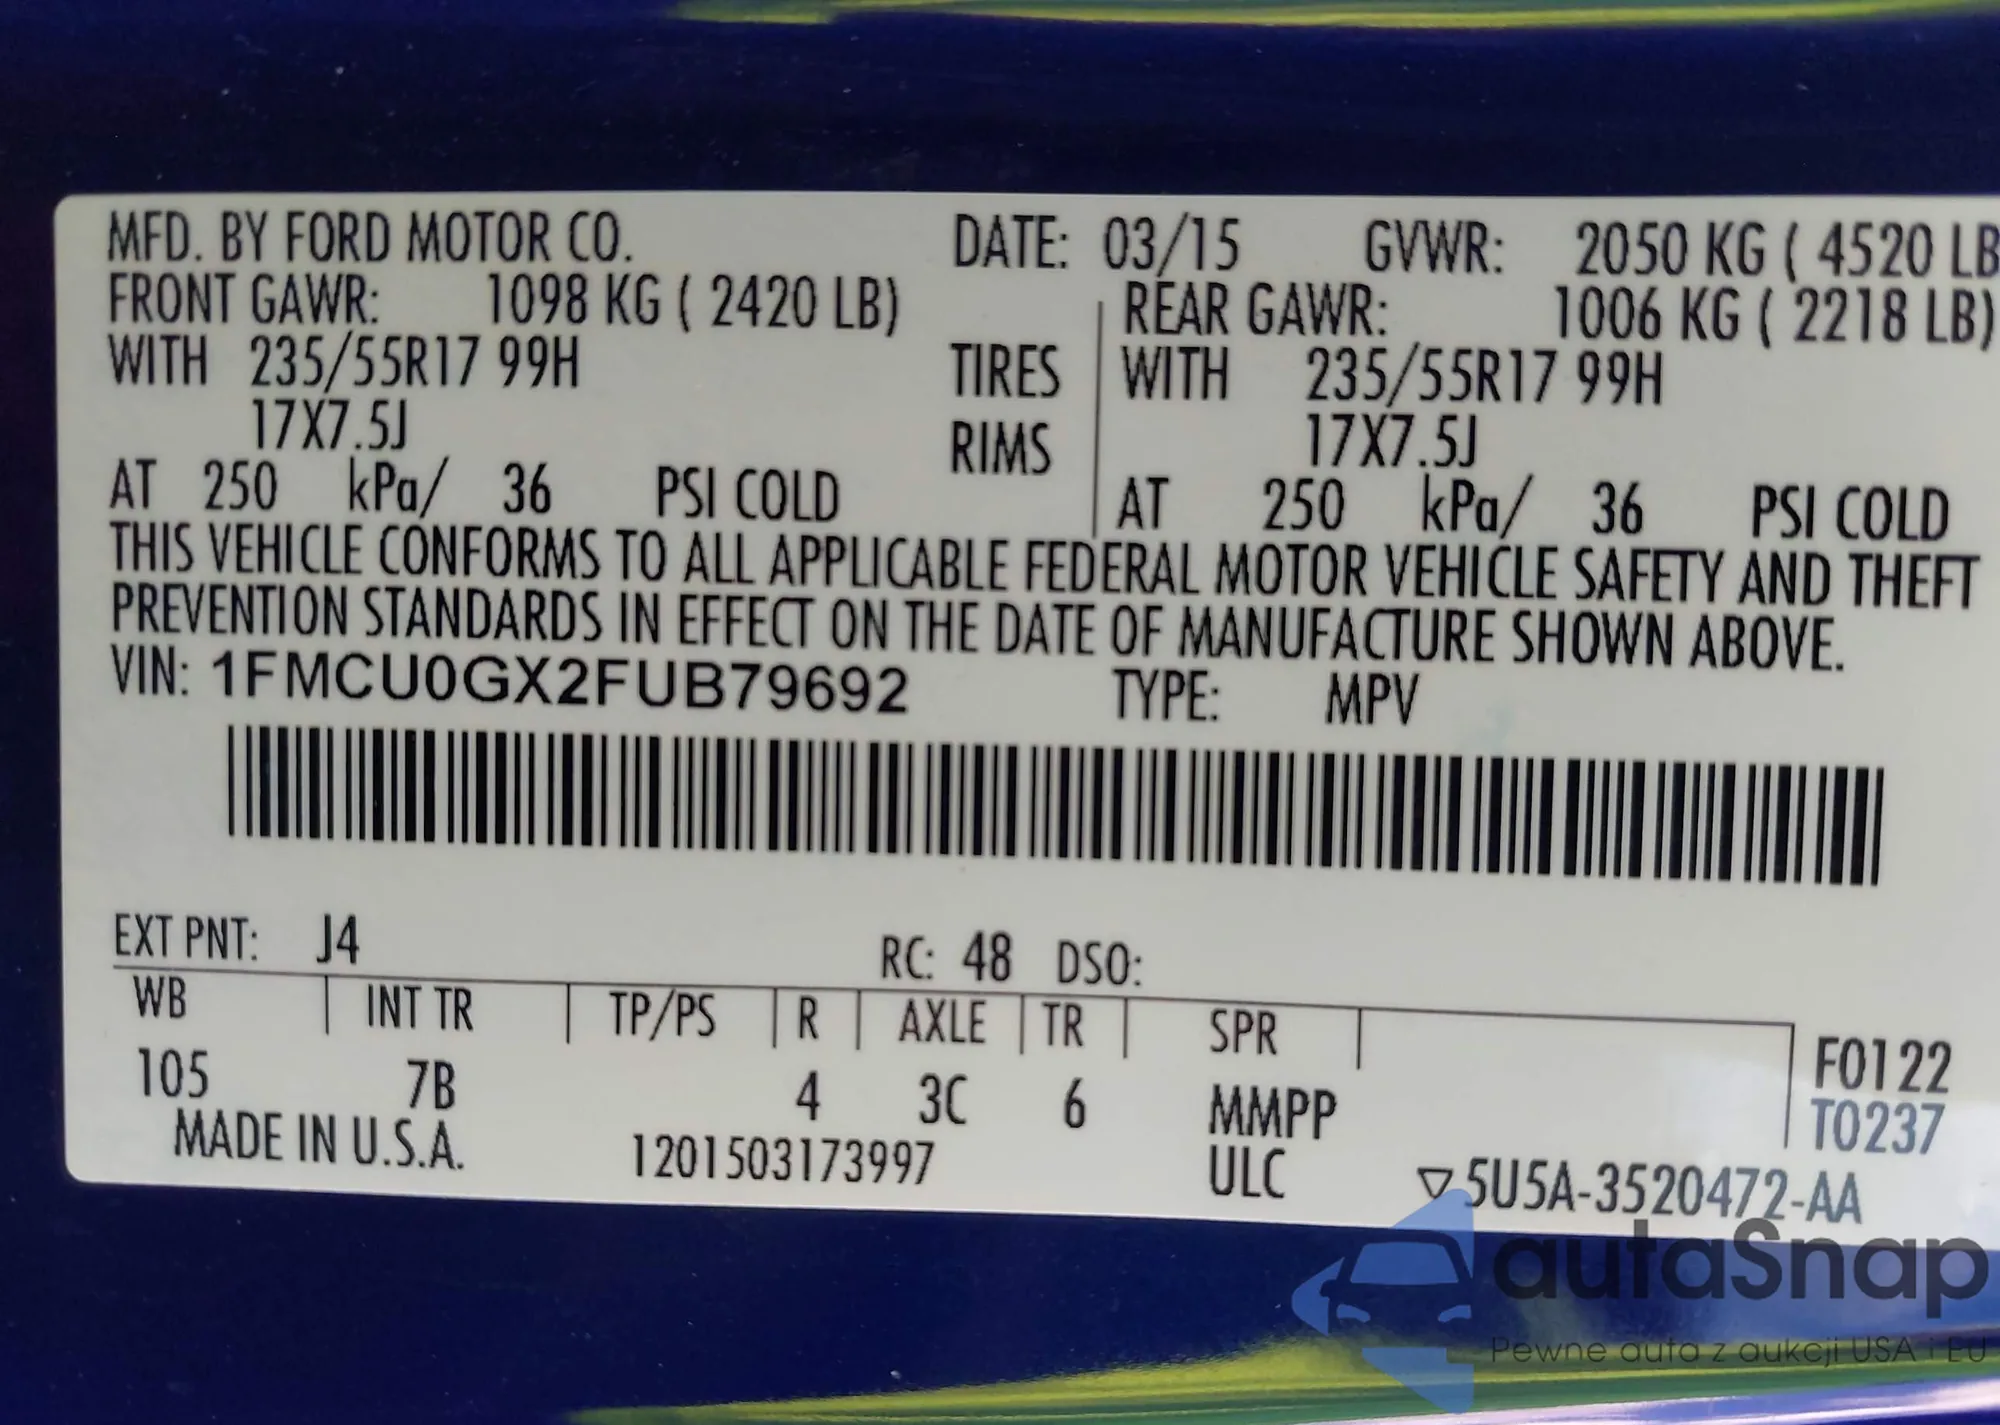 MFD. BY FORD MOTOR CO. DATE: 03/15 GVWR: 2050 KG ( 4520 LB
FRONT GAWR: 1098 KG ( 2420 LB) REAR GAWR: 1006 KG ( 2218 LB)
WITH 235/55R17 99H TIRES WITH 235/55R17 99H
17X7.5J RIMS 17X7.5J
AT 250 kPa/ 36 PSI COLD AT 250 kPa/ 36 PSI COLD
THIS VEHICLE CONFORMS TO ALL APPLICABLE FEDERAL MOTOR VEHICLE SAFETY AND THEFT
PREVENTION STANDARDS IN EFFECT ON THE DATE OF MANUFACTURE SHOWN ABOVE.
VIN: 1FMCU0GX2FUB79692 TYPE: MPV
EXT PNT: J4 RC: 48 DSO:
WB INT TR TP/PS R AXLE TR SPR
105 7B 4 3C 6 MMPP F0122
MADE IN U.S.A. 1201503173997 ULC T0237
▽5U5A-3520472-AA
autaSnap
Pewne auta z aukcji USA i EU